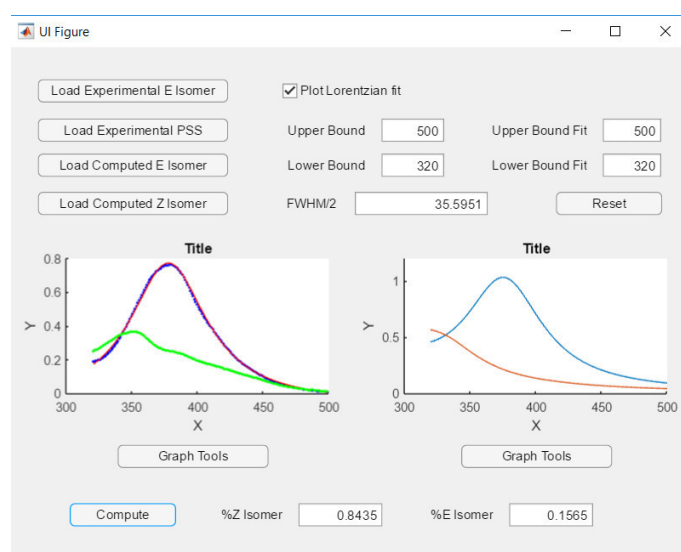 UI Figure
Load Experimental E Isomer
Plot Lorentzian fit
Load Experimental PSS
Upper Bound 500
Upper Bound Fit 500
Load Computed E Isomer
Lower Bound 320
Lower Bound Fit 320
Load Computed Z Isomer
FWHM/2 35.5951
Reset
Title
0.8
0.6
0.4
0.2
0
Y
300 350 400 450 500
X
Graph Tools
Title
1
0.5
0
Y
300 350 400 450 500
X
Graph Tools
Compute
%Z Isomer 0.8435
%E Isomer 0.1565